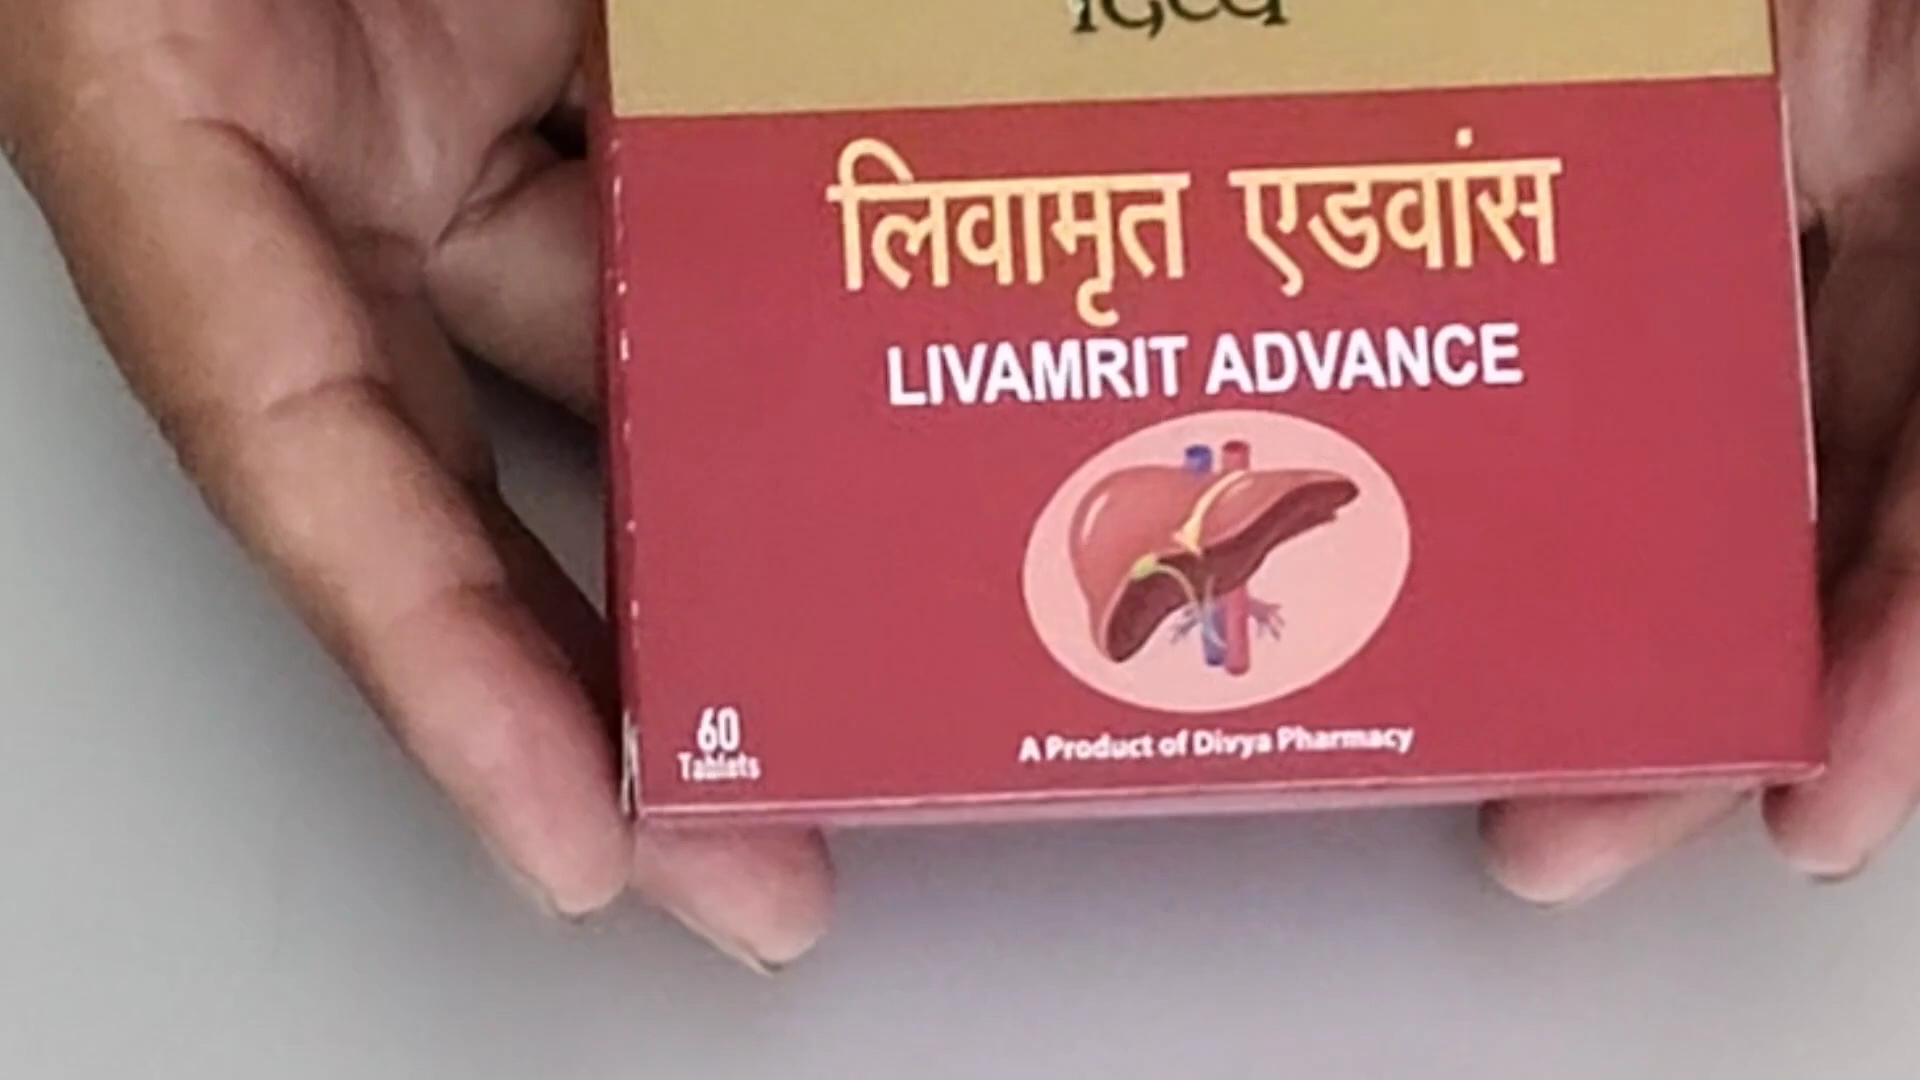 दिव्य
लिवामृत एडवांस
LIVAMRIT ADVANCE
60
Tablets
A Product of Divya Pharmacy